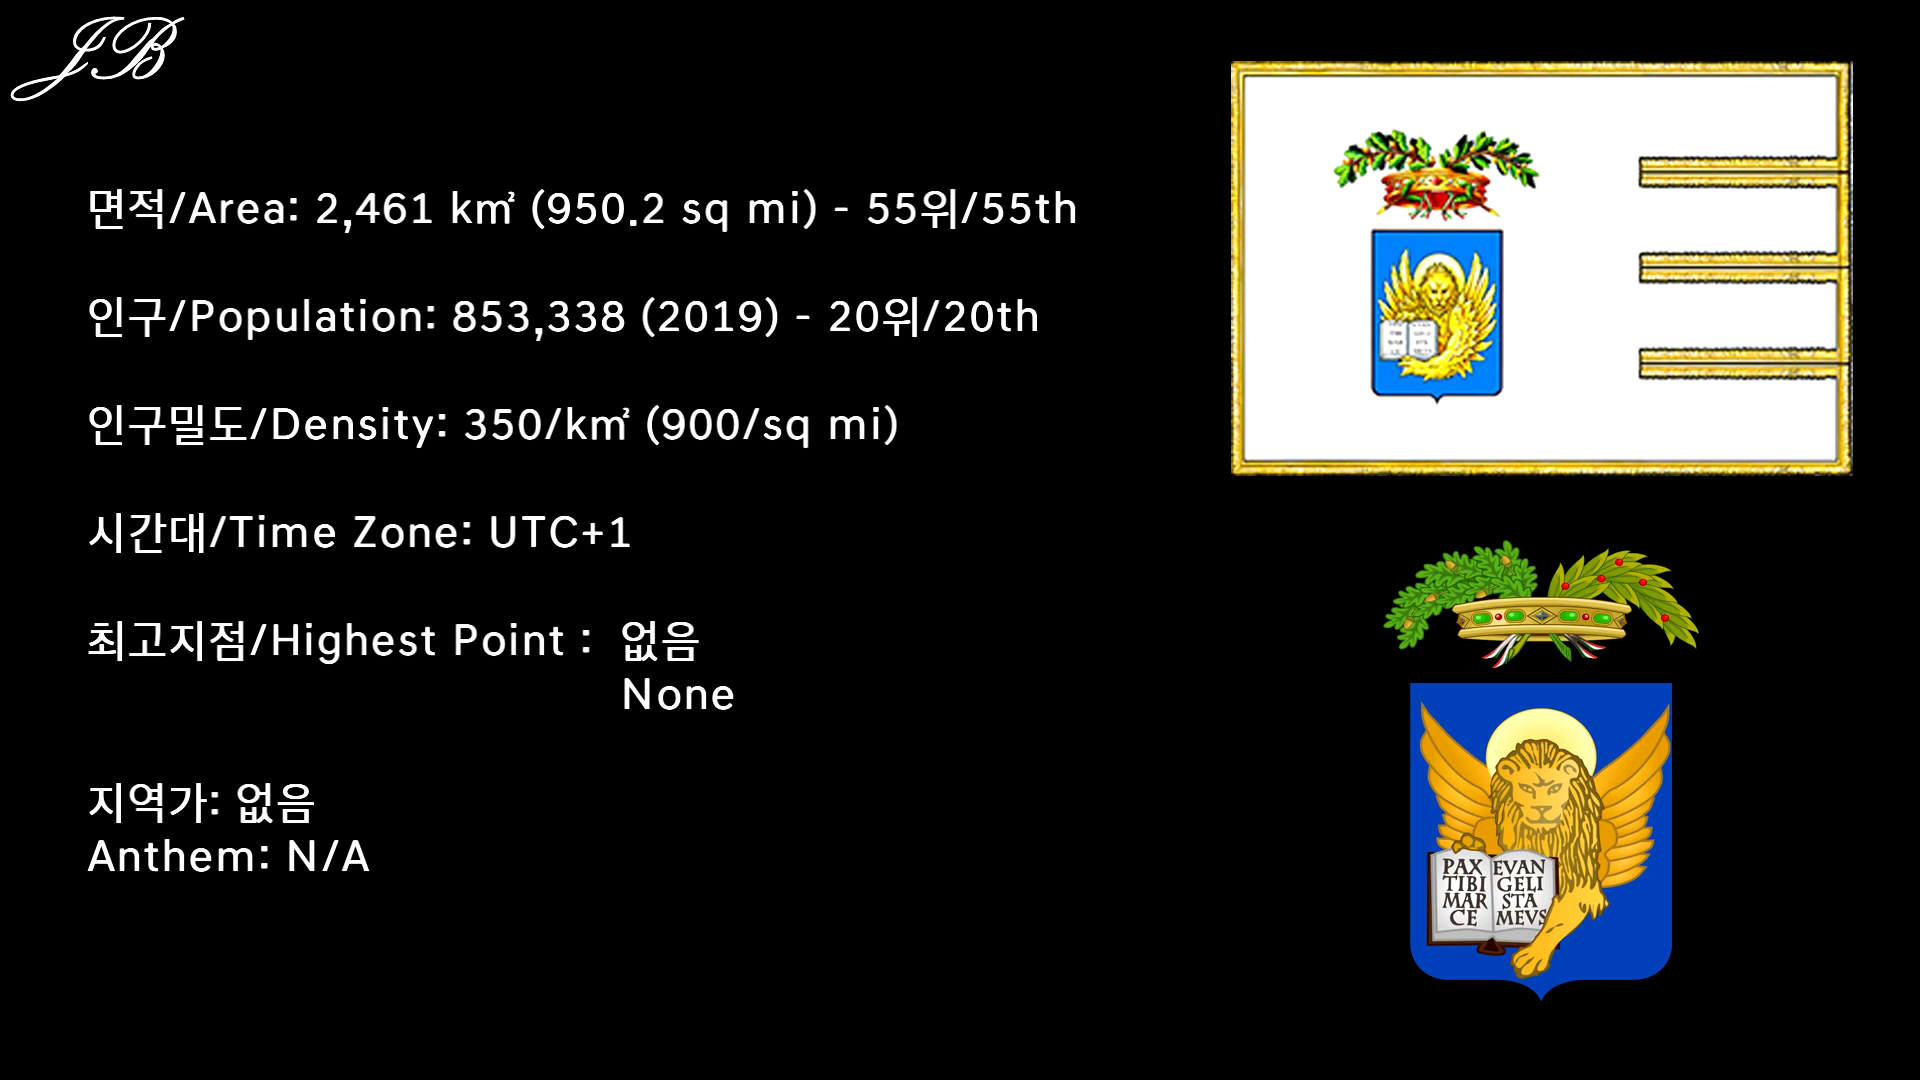 JB
면적/Area: 2,461 ㎢ (950.2 sq mi) - 55위/55th
인구/Population: 853,338 (2019) - 20위/20th
인구밀도/Density: 350/㎢ (900/sq mi)
시간대/Time Zone: UTC+1
최고지점/Highest Point : 없음
None
지역가: 없음
Anthem: N/A
PAX EVAN
TIBI GELI
MAR STA
CE MEVS